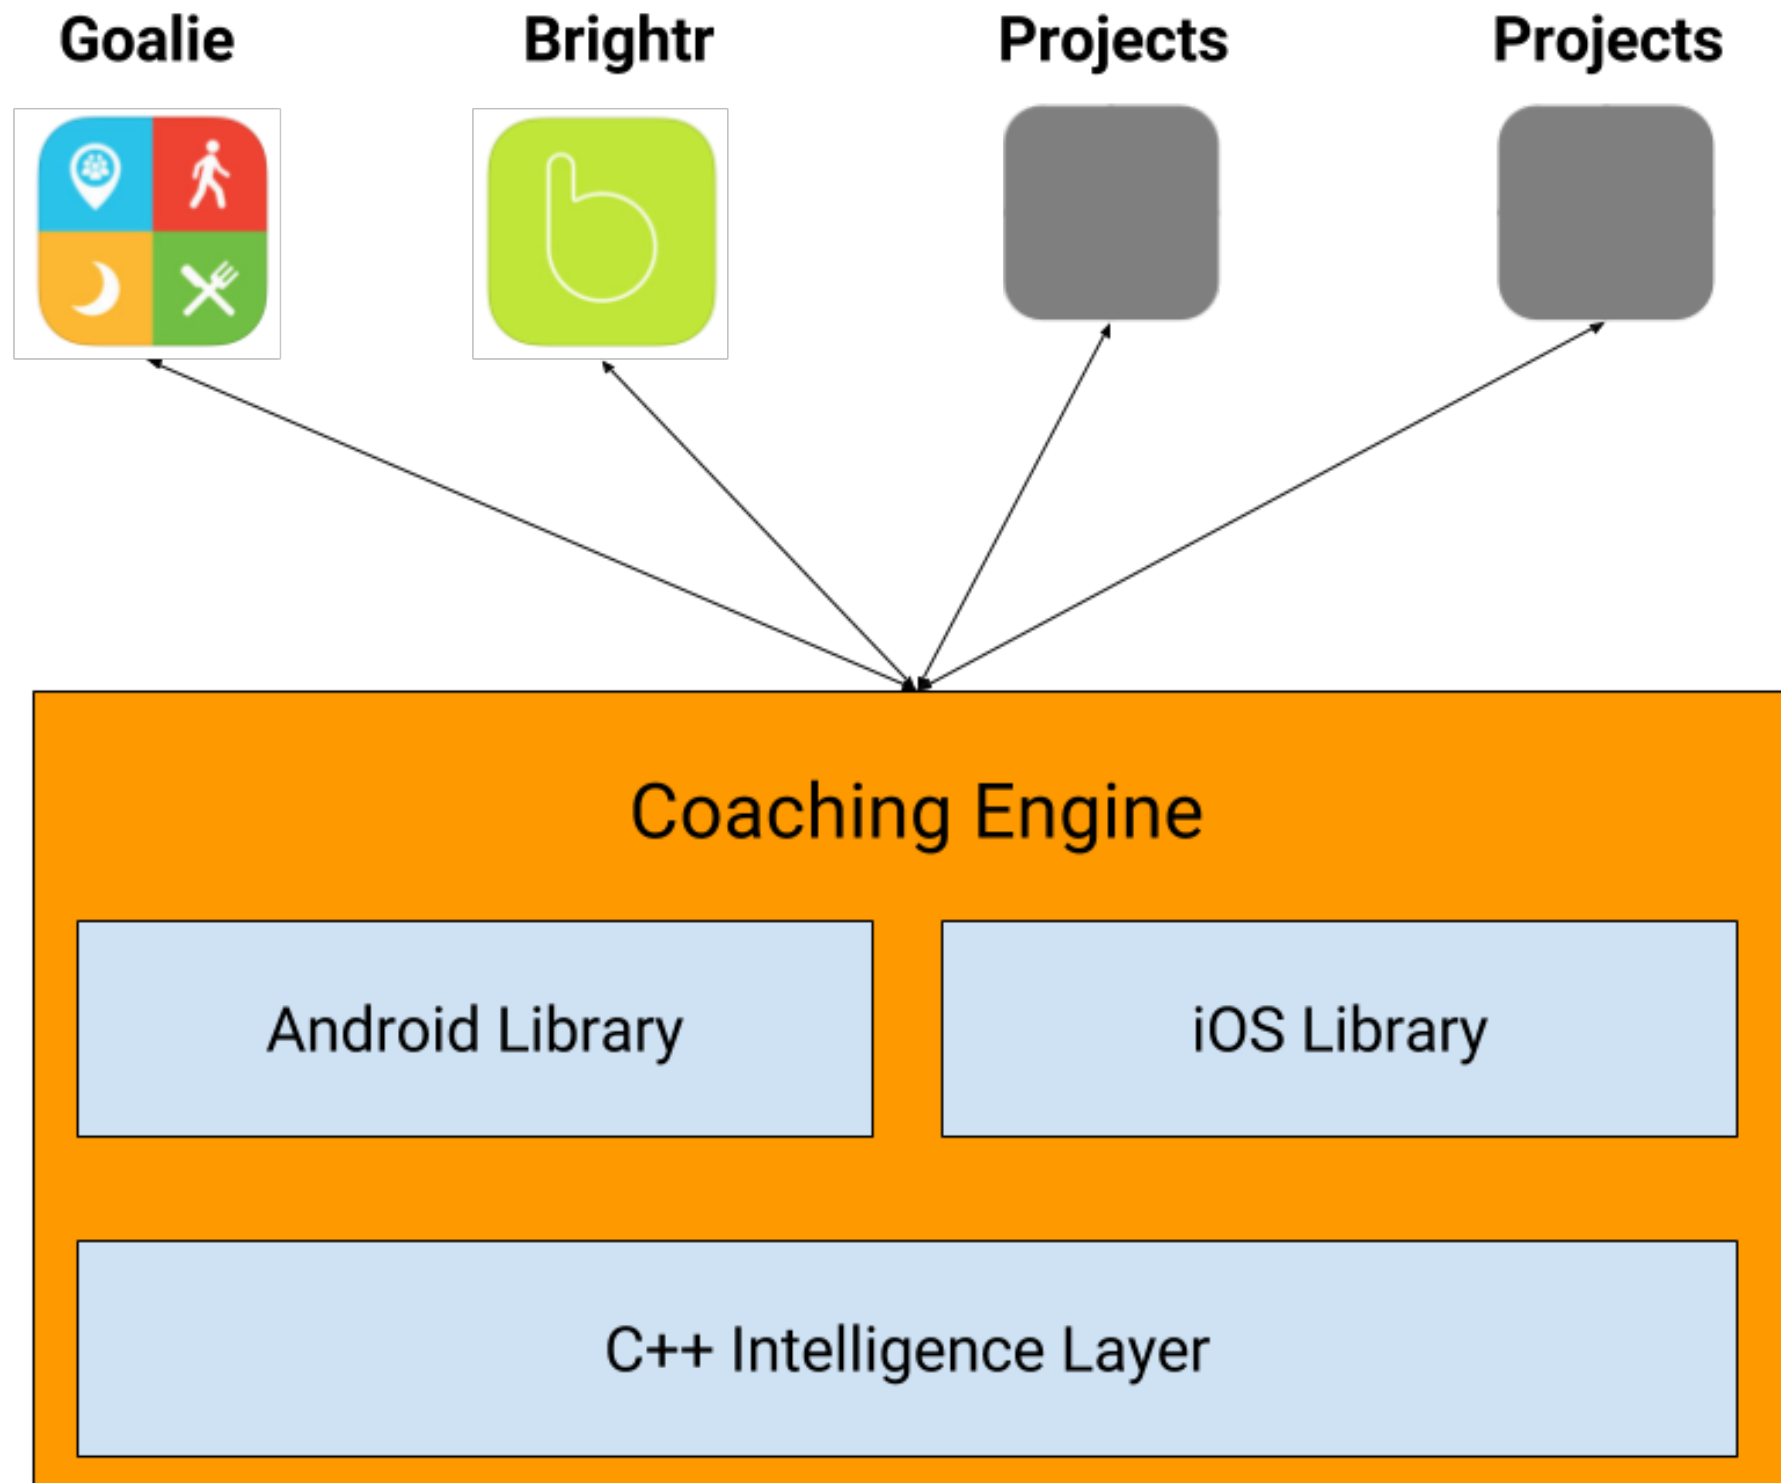 Goalie
Brightr
Projects
Projects
b
Coaching Engine
Android Library
iOS Library
C++ Intelligence Layer